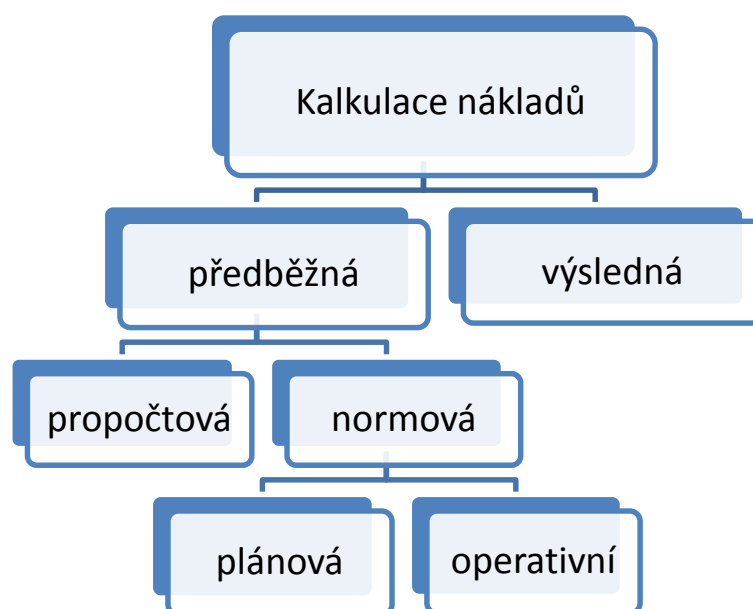 Kalkulace nákladů
předběžná
výsledná
propočtová
normová
plánová
operativní